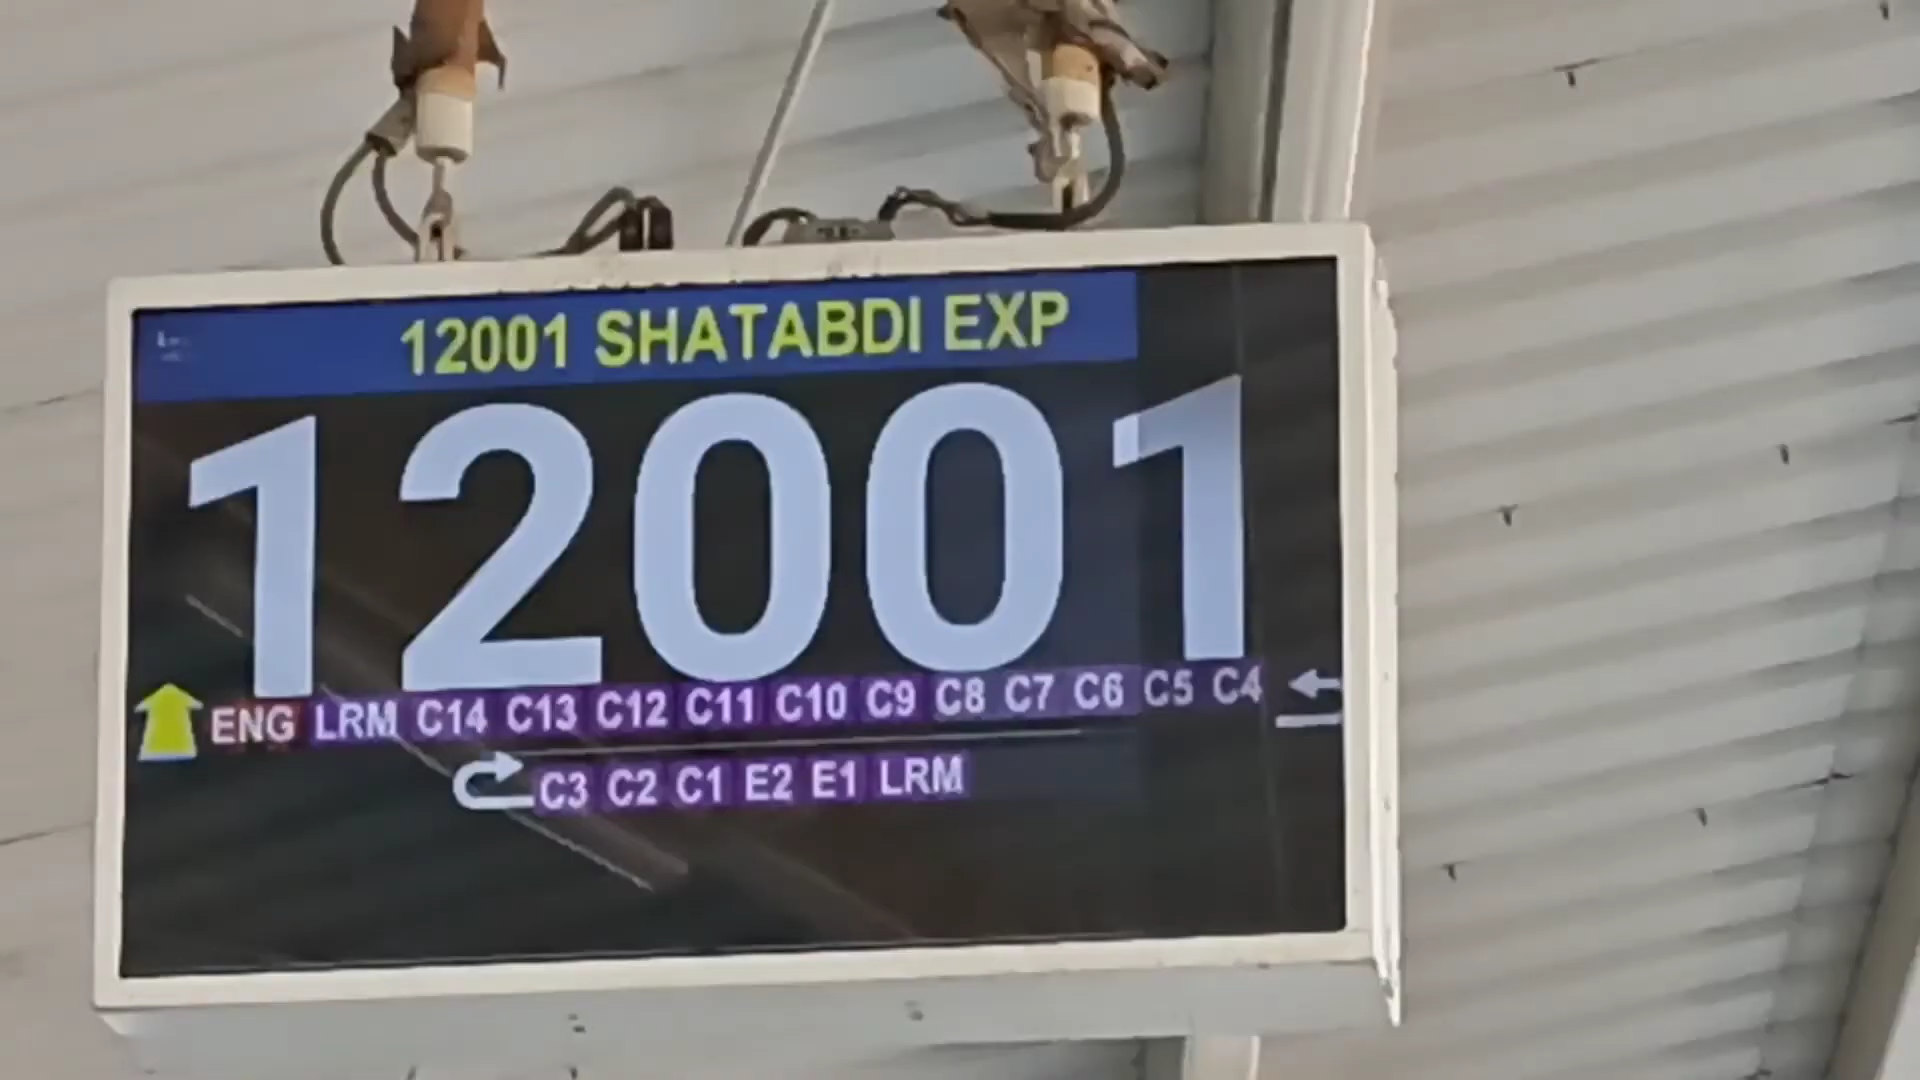 12001 SHATABDI EXP
12001
ENG LRM C14 C13 C12 C11 C10 C9 C8 C7 C6 C5 C4
C3 C2 C1 E2 E1 LRM